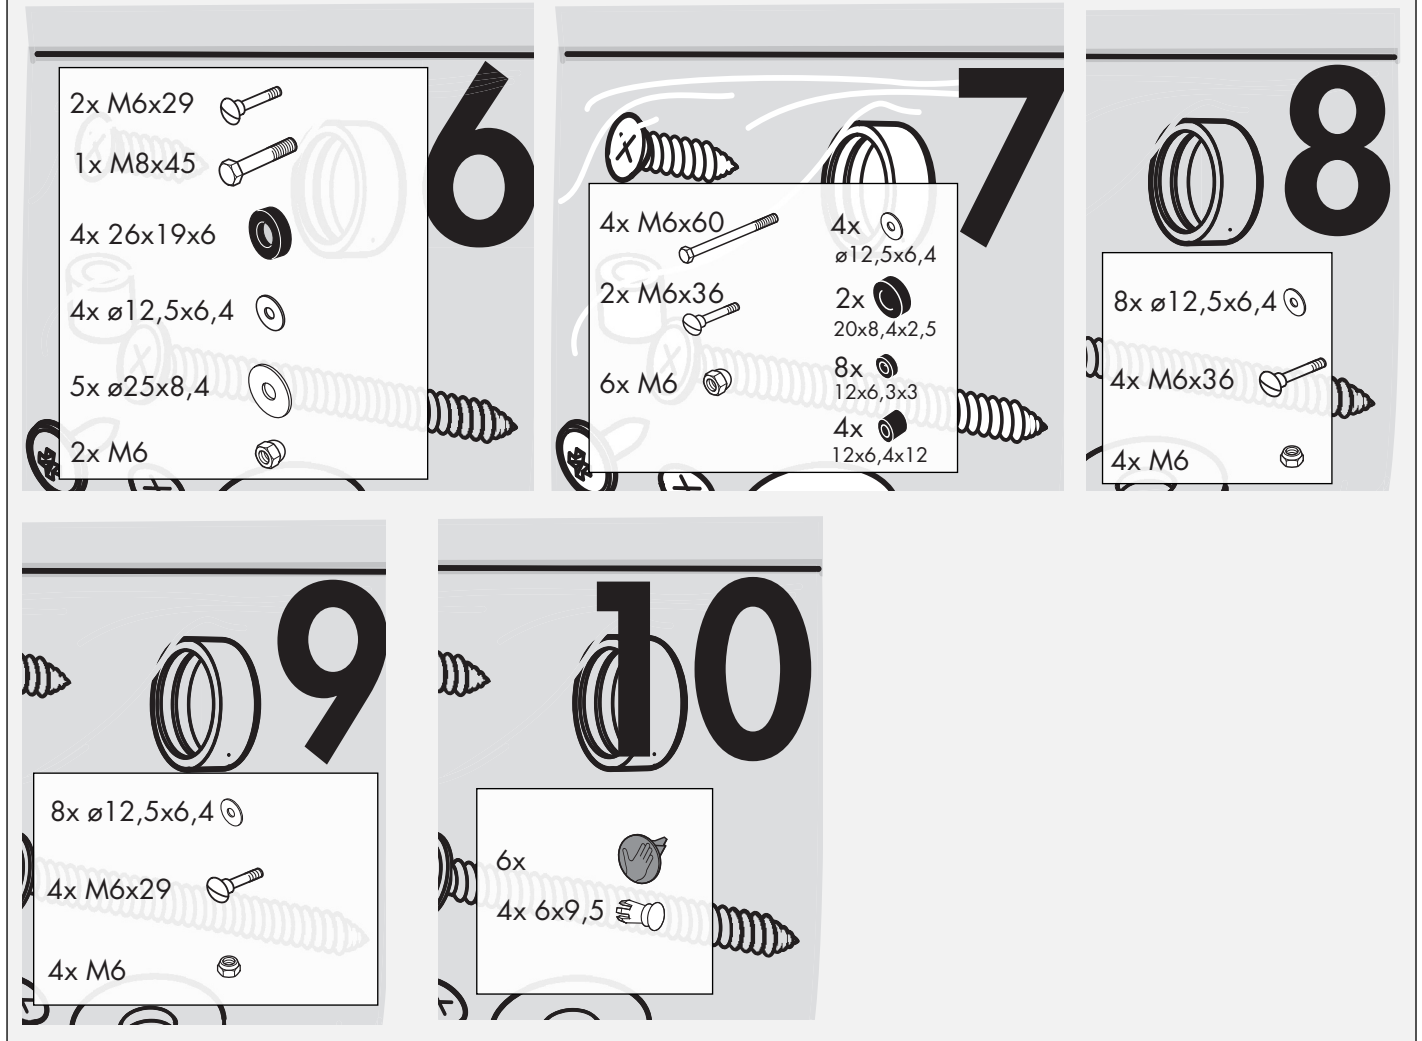 6
2x M6x29
1x M8x45
4x 26x19x6
4x ø12,5x6,4
5x ø25x8,4
2x M6
7
4x M6x60
2x M6x36
6x M6
4x
ø12,5x6,4
2x
20x8,4x2,5
8x
12x6,3x3
4x
12x6,4x12
8
8x ø12,5x6,4
4x M6x36
4x M6
9
8x ø12,5x6,4
4x M6x29
4x M6
10
6x
4x 6x9,5